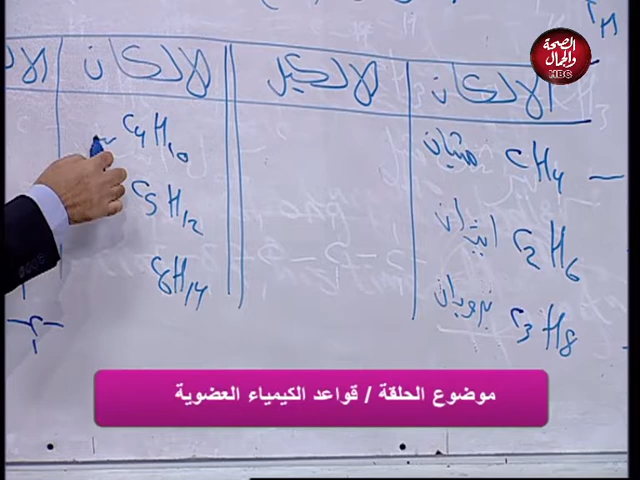 الصحة
والجمال
HBC
الالكان الالكيل الالكان
CH4 ميثان
C2H6 ايثان
C3H8 بروبان
C4H10
C5H12
6H14
موضوع الحلقة / قواعد الكيمياء العضوية